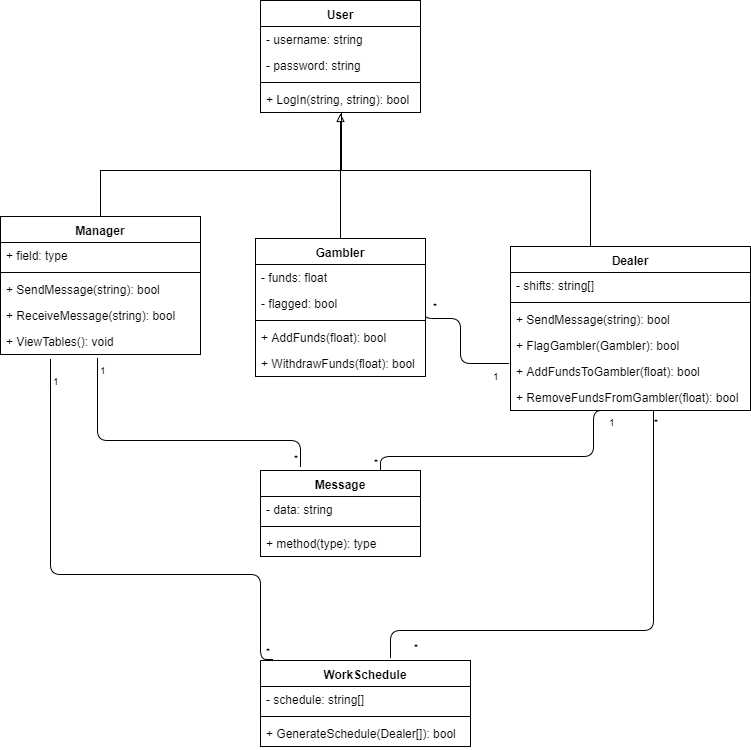 User
- username: string
- password: string
+ LogIn(string, string): bool
Manager
+ field: type
+ SendMessage(string): bool
+ ReceiveMessage(string): bool
+ ViewTables(): void
Gambler
- funds: float
- flagged: bool
+ AddFunds(float): bool
+ WithdrawFunds(float): bool
Dealer
- shifts: string[]
+ SendMessage(string): bool
+ FlagGambler(Gambler): bool
+ AddFundsToGambler(float): bool
+ RemoveFundsFromGambler(float): bool
*
1
1
1
1
*
*
*
Message
- data: string
+ method(type): type
*
*
WorkSchedule
- schedule: string[]
+ GenerateSchedule(Dealer[]): bool